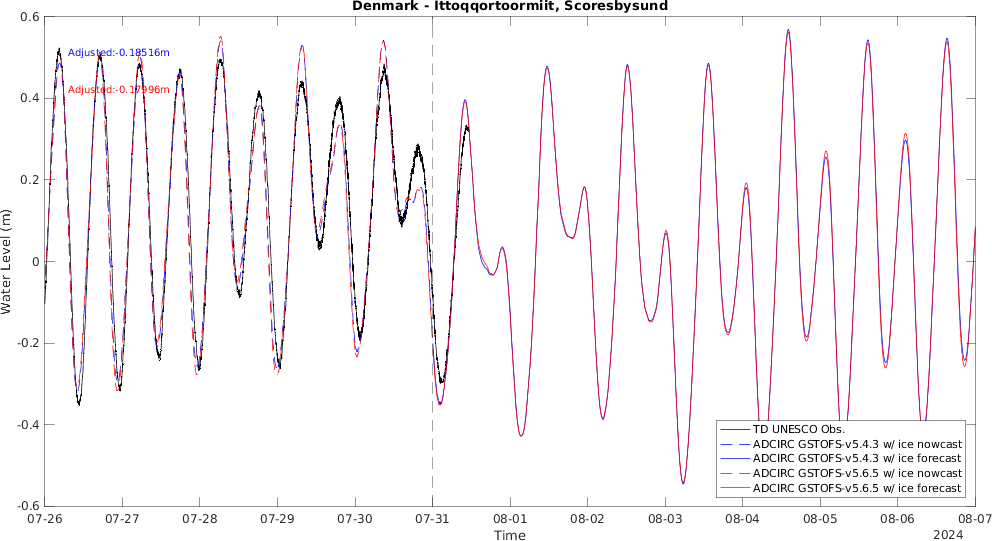 Denmark - Ittoqqortoormiit, Scoresbysund
0.6
Adjusted:-0.18516m
0.4
Adjusted:-0.17996m
0.2
Water Level (m)
0
-0.2
-0.4
TD UNESCO Obs.
ADCIRC GSTOFS-v5.4.3 w/ ice nowcast
ADCIRC GSTOFS-v5.4.3 w/ ice forecast
ADCIRC GSTOFS-v5.6.5 w/ ice nowcast
ADCIRC GSTOFS-v5.6.5 w/ ice forecast
-0.6
07-26 07-27 07-28 07-29 07-30 07-31 08-01 08-02 08-03 08-04 08-05 08-06 08-07
Time
2024